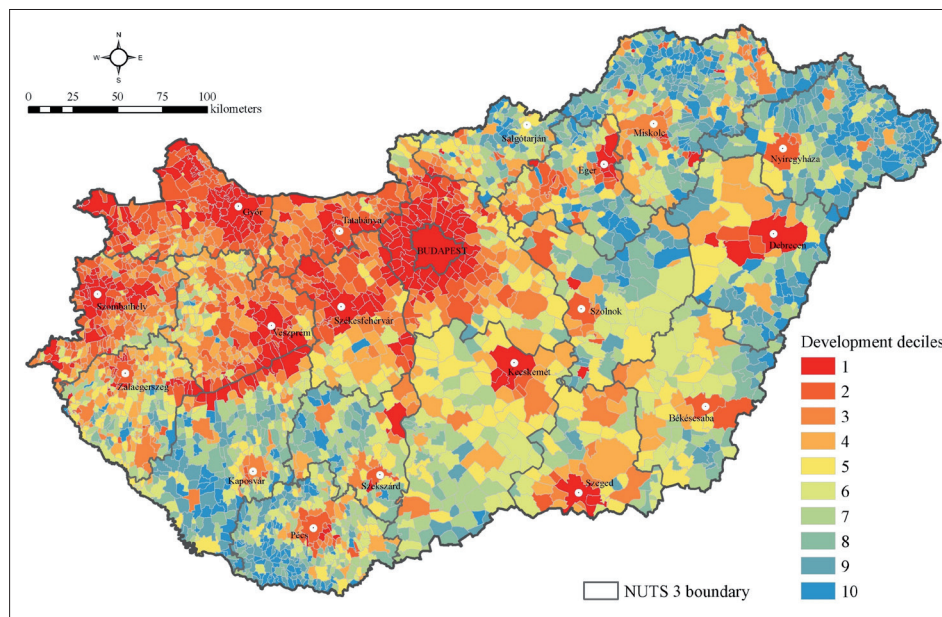 N
W E
S
0 25 50 75 100
kilometers
Salgótarján
Miskolc
Nyíregyháza
Eger
Győr
Tatabánya
BUDAPEST
Debrecen
Szombathely
Székesfehérvár
Szolnok
Veszprém
Kecskemét
Zalaegerszeg
Békéscsaba
Kaposvár
Szekszárd
Szeged
Pécs
Development deciles
1
2
3
4
5
6
7
8
9
10
NUTS 3 boundary